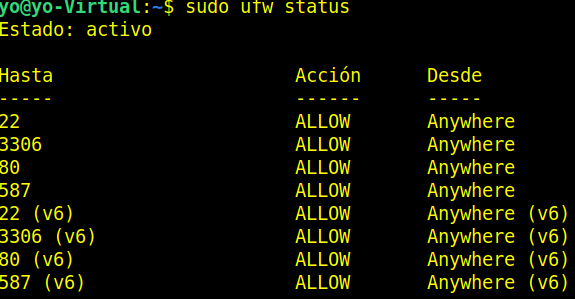 yo@yo-Virtual:~$ sudo ufw status
Estado: activo
Hasta Acción Desde
----- ------ -----
22 ALLOW Anywhere
3306 ALLOW Anywhere
80 ALLOW Anywhere
587 ALLOW Anywhere
22 (v6) ALLOW Anywhere (v6)
3306 (v6) ALLOW Anywhere (v6)
80 (v6) ALLOW Anywhere (v6)
587 (v6) ALLOW Anywhere (v6)